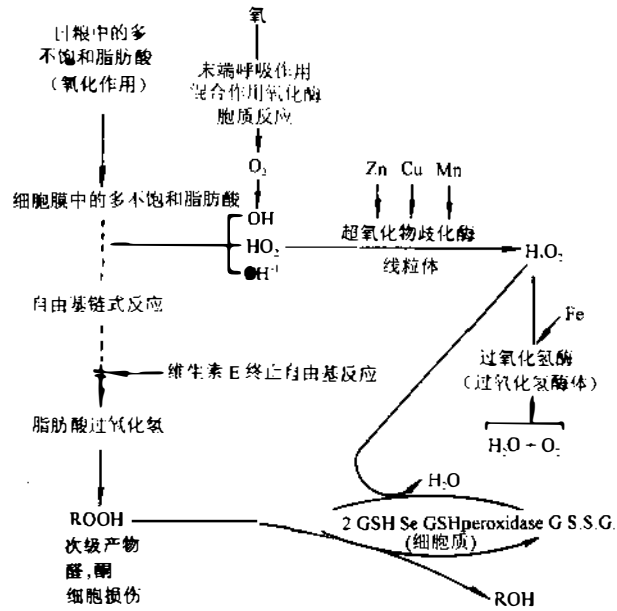 日粮中的多
不饱和脂肪酸
（氧化作用）
氧
末端呼吸作用
混合作用氧化酶
胞质反应
O₂
细胞膜中的多不饱和脂肪酸
OH
HO₂
H⁻¹
Zn Cu Mn
超氧化物歧化酶
线粒体
H₂O₂
自由基链式反应
Fe
过氧化氢酶
（过氧化氢酶体）
H₂O + O₂
维生素E终止自由基反应
脂肪酸过氧化氢
H₂O
ROOH
2 GSH Se GSHperoxidase G S.S.G.
(细胞质)
次级产物
醛,酮
细胞损伤
ROH